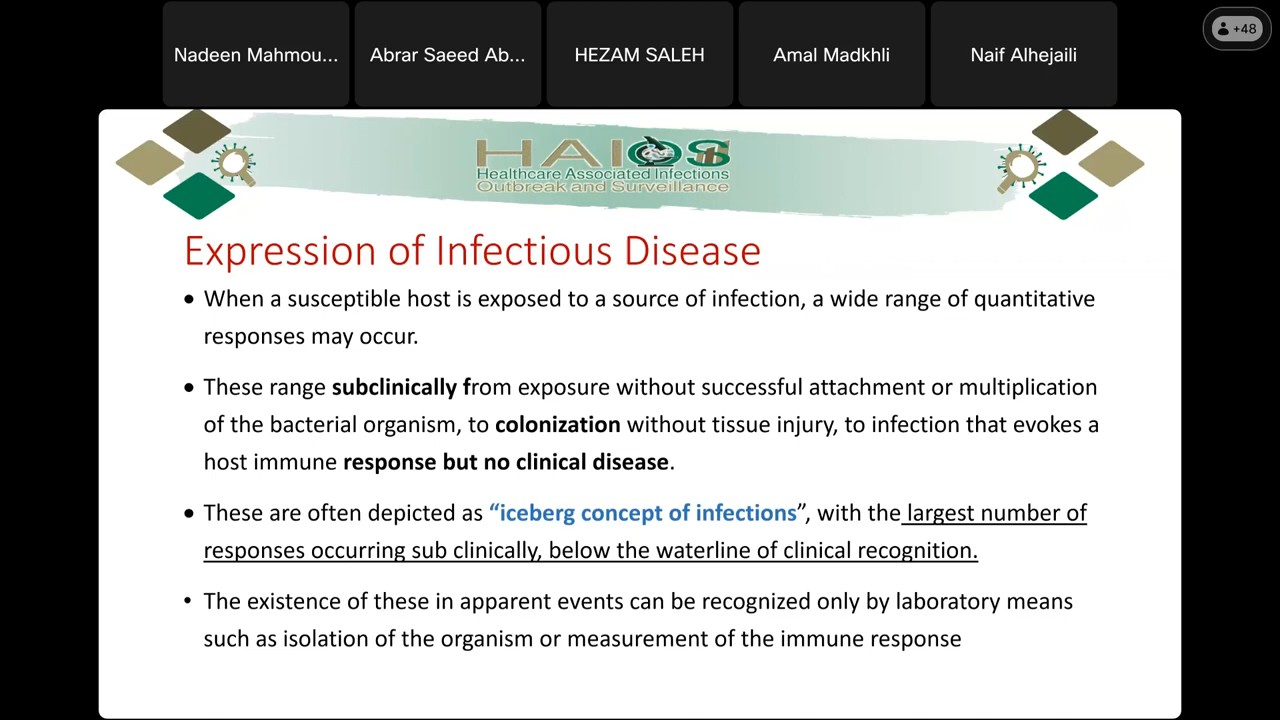 Nadeen Mahmou...
Abrar Saeed Ab...
HEZAM SALEH
Amal Madkhli
Naif Alhejaili
+48
HAIOS
Healthcare Associated Infections
Outbreak and Surveillance
Expression of Infectious Disease
• When a susceptible host is exposed to a source of infection, a wide range of quantitative
responses may occur.
• These range subclinically from exposure without successful attachment or multiplication
of the bacterial organism, to colonization without tissue injury, to infection that evokes a
host immune response but no clinical disease.
• These are often depicted as “iceberg concept of infections”, with the largest number of
responses occurring sub clinically, below the waterline of clinical recognition.
• The existence of these in apparent events can be recognized only by laboratory means
such as isolation of the organism or measurement of the immune response